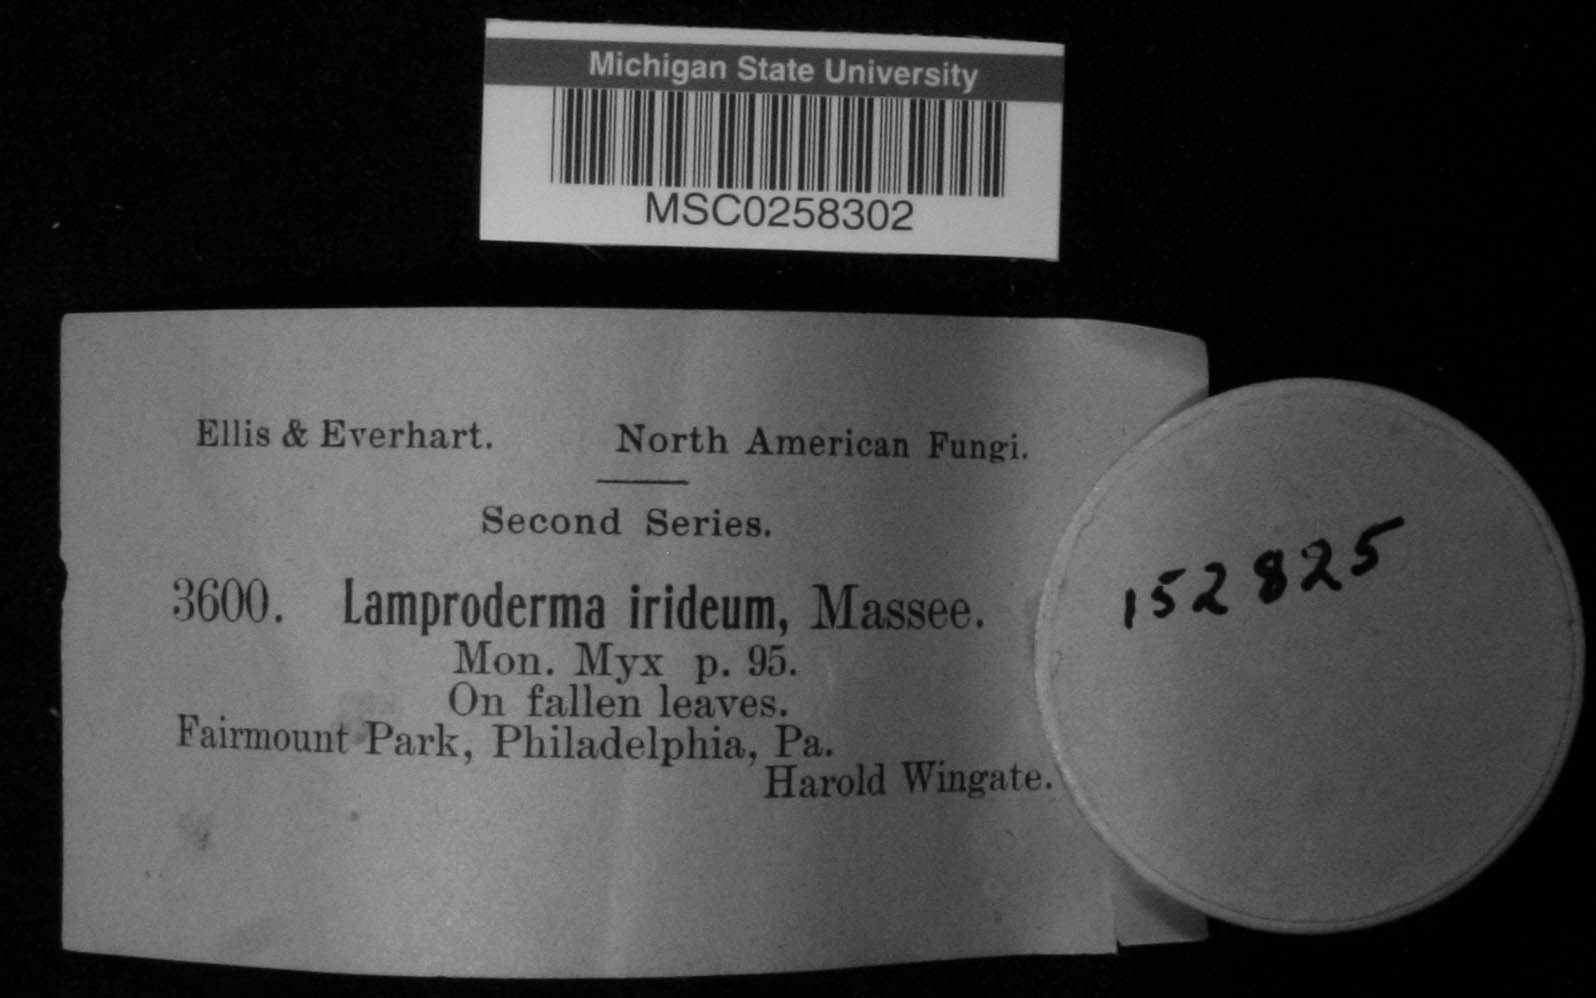 Michigan State University
MSC0258302
Ellis & Everhart. North American Fungi.
Second Series.
3600. Lamproderma irideum, Massee.
Mon. Myx p. 95.
On fallen leaves.
Fairmount Park, Philadelphia, Pa.
Harold Wingate.
152825